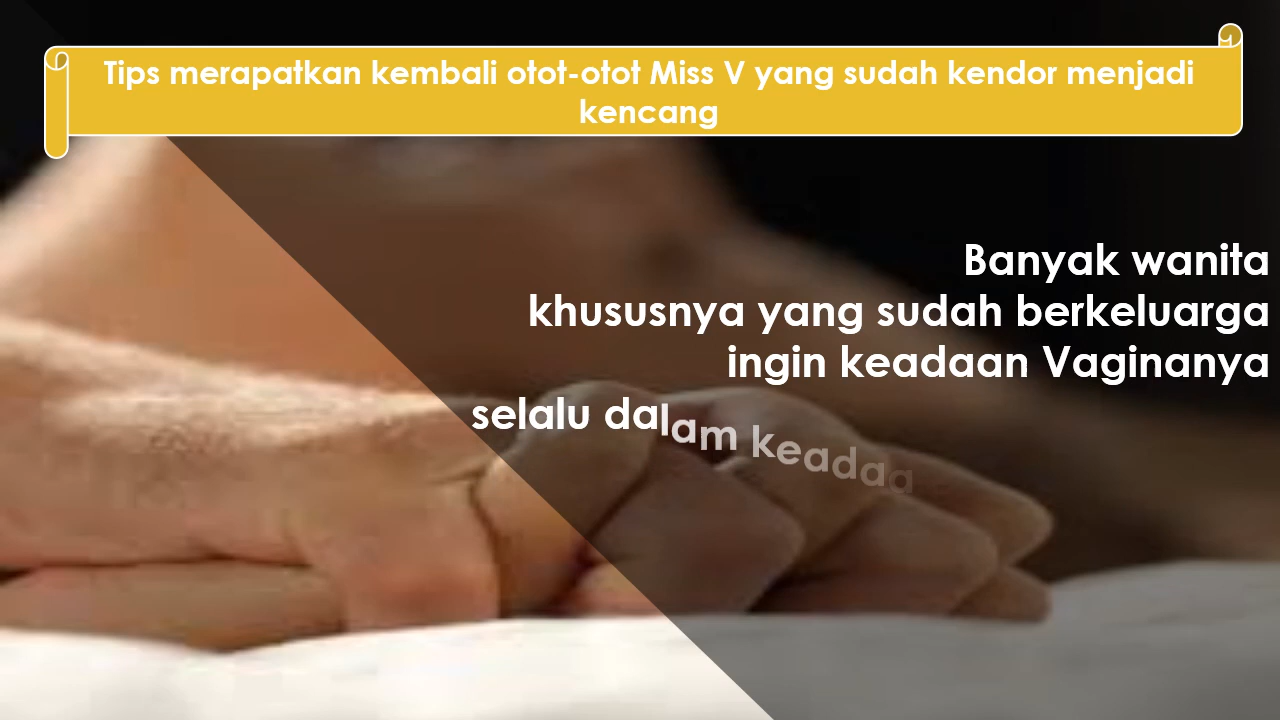 Tips merapatkan kembali otot-otot Miss V yang sudah kendor menjadi
kencang
Banyak wanita
khususnya yang sudah berkeluarga
ingin keadaan Vaginanya
selalu dalam keadaa